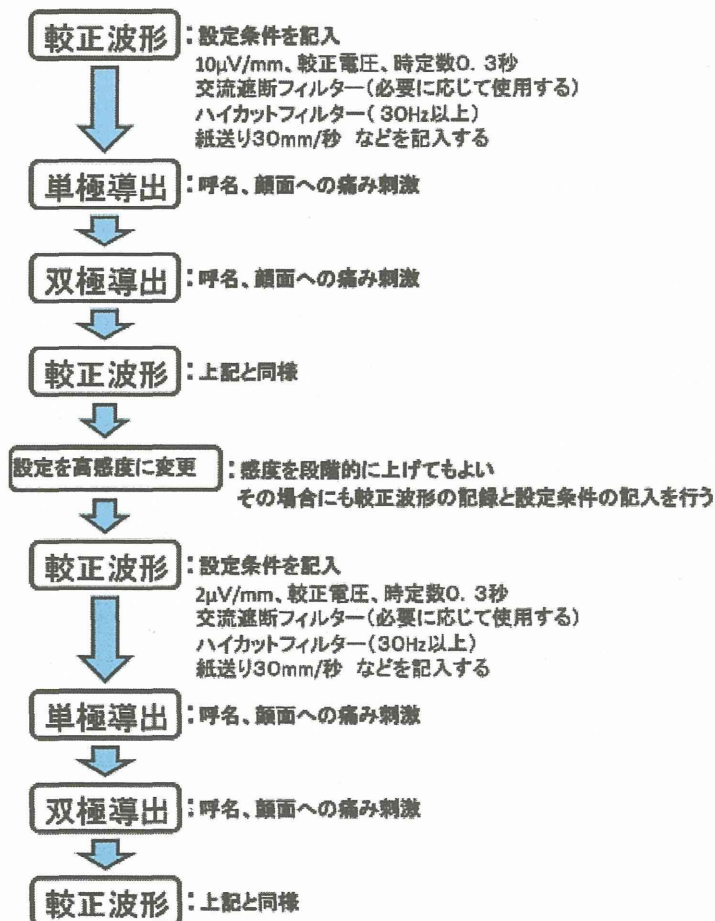 較正波形：設定条件を記入
10μV/mm、較正電圧、時定数0. 3秒
交流遮断フィルター(必要に応じて使用する)
ハイカットフィルター( 30Hz以上)
紙送り30mm/秒 などを記入する
単極導出：呼名、顔面への痛み刺激
双極導出：呼名、顔面への痛み刺激
較正波形：上記と同様
設定を高感度に変更：感度を段階的に上げてもよい
その場合にも較正波形の記録と設定条件の記入を行う
較正波形：設定条件を記入
2μV/mm、較正電圧、時定数0. 3秒
交流遮断フィルター(必要に応じて使用する)
ハイカットフィルター(30Hz以上)
紙送り30mm/秒 などを記入する
単極導出：呼名、顔面への痛み刺激
双極導出：呼名、顔面への痛み刺激
較正波形：上記と同様